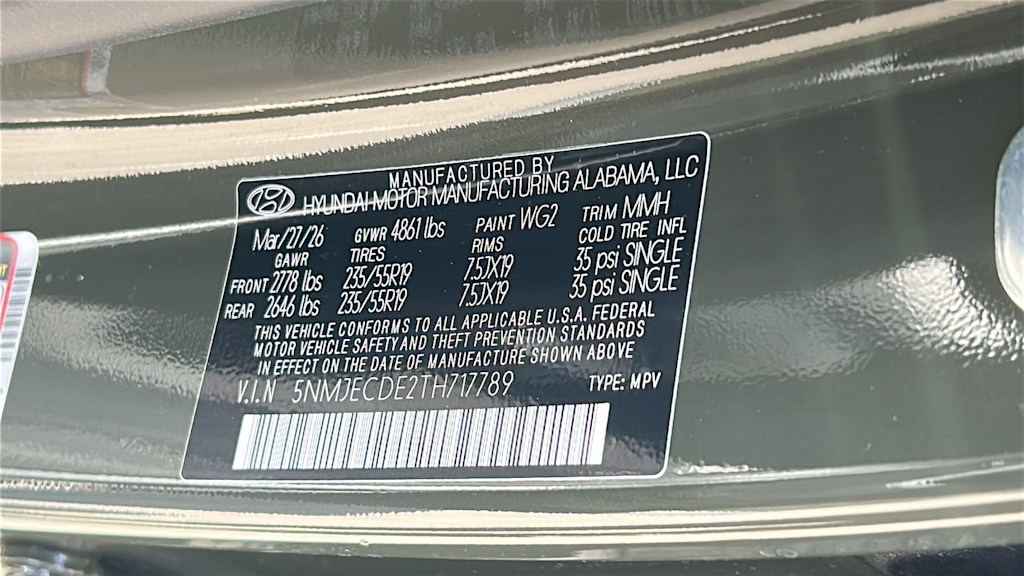 MANUFACTURED BY
HYUNDAI MOTOR MANUFACTURING ALABAMA, LLC
Mar/27/26 GVWR 4861 lbs PAINT WG2 TRIM MMH
GAWR TIRES RIMS COLD TIRE INFL
FRONT 2778 lbs 235/55R19 7.5JX19 35 psi SINGLE
REAR 2646 lbs 235/55R19 7.5JX19 35 psi SINGLE
THIS VEHICLE CONFORMS TO ALL APPLICABLE U.S.A. FEDERAL
MOTOR VEHICLE SAFETY AND THEFT PREVENTION STANDARDS
IN EFFECT ON THE DATE OF MANUFACTURE SHOWN ABOVE
V.I.N 5NMJECDE2TH717789 TYPE: MPV